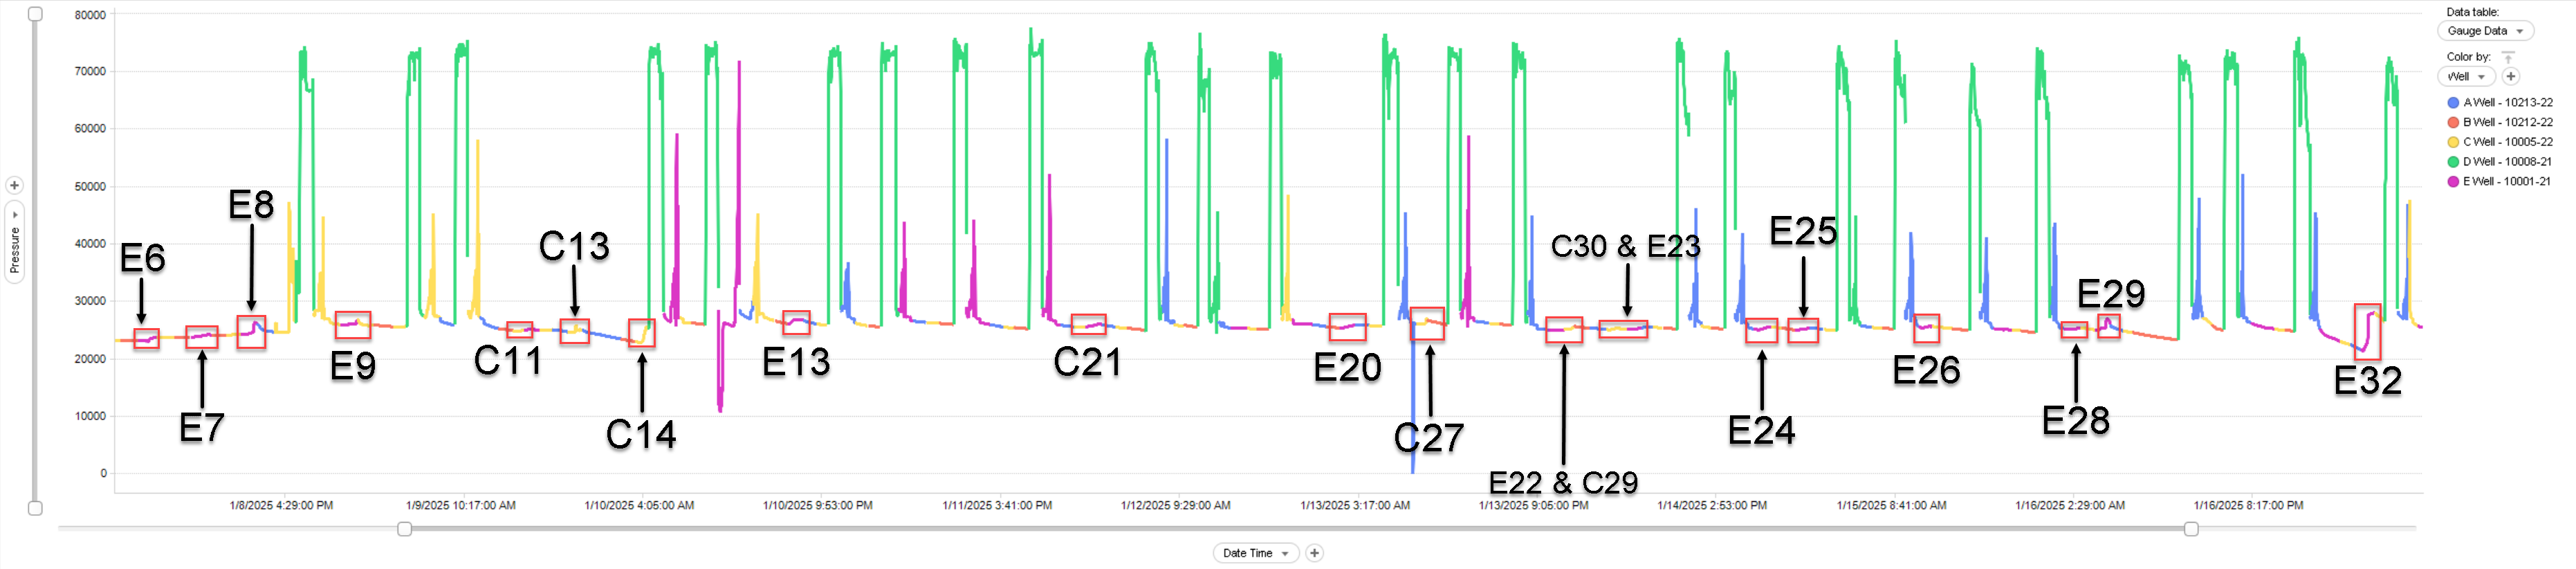 80000
70000
60000
50000
40000
30000
20000
10000
0
Pressure
E6
E7
E8
E9
C11
C13
C14
E13
C21
E20
C27
E22 & C29
C30 & E23
E24
E25
E26
E28
E29
E32
1/8/2025 4:29:00 PM
1/9/2025 10:17:00 AM
1/10/2025 4:05:00 AM
1/10/2025 9:53:00 PM
1/11/2025 3:41:00 PM
1/12/2025 9:29:00 AM
1/13/2025 3:17:00 AM
1/13/2025 9:05:00 PM
1/14/2025 2:53:00 PM
1/15/2025 8:41:00 AM
1/16/2025 2:29:00 AM
1/16/2025 8:17:00 PM
Date Time
Data table:
Gauge Data
Color by:
Well
A Well - 10213-22
B Well - 10212-22
C Well - 10005-22
D Well - 10008-21
E Well - 10001-21